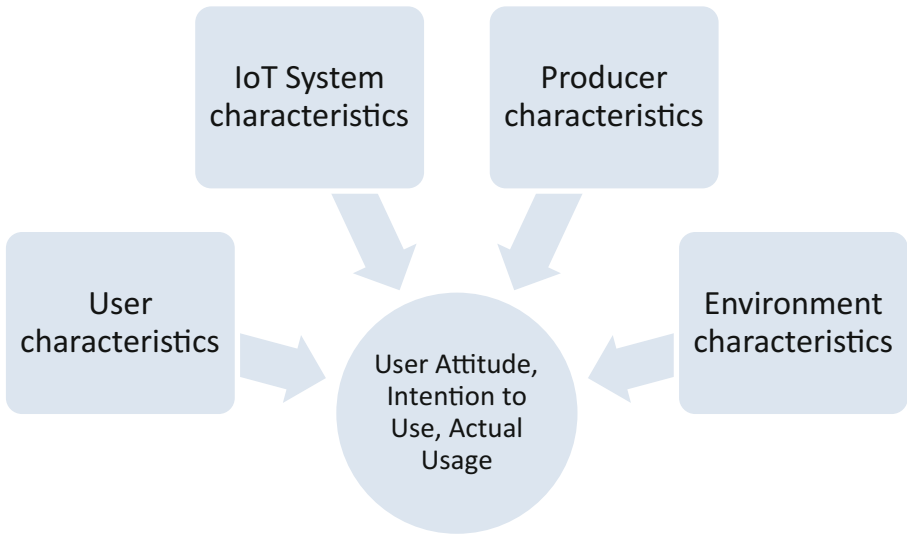 IoT System
characteristics
Producer
characteristics
User
characteristics
Environment
characteristics
User Attitude,
Intention to
Use, Actual
Usage